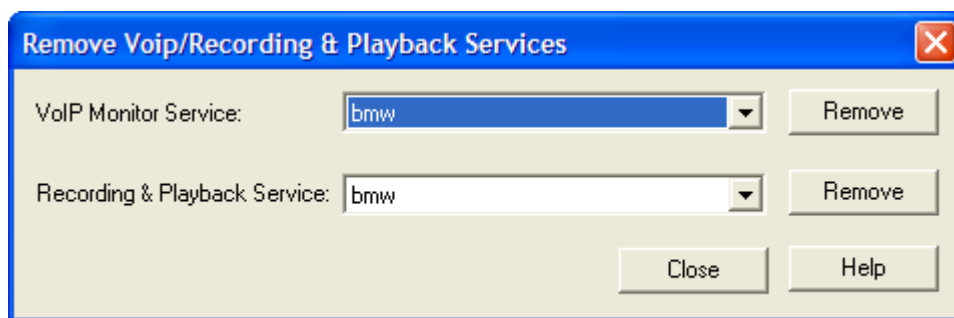 Remove Voip/Recording & Playback Services
VoIP Monitor Service: bmw Remove
Recording & Playback Service: bmw Remove
Close Help